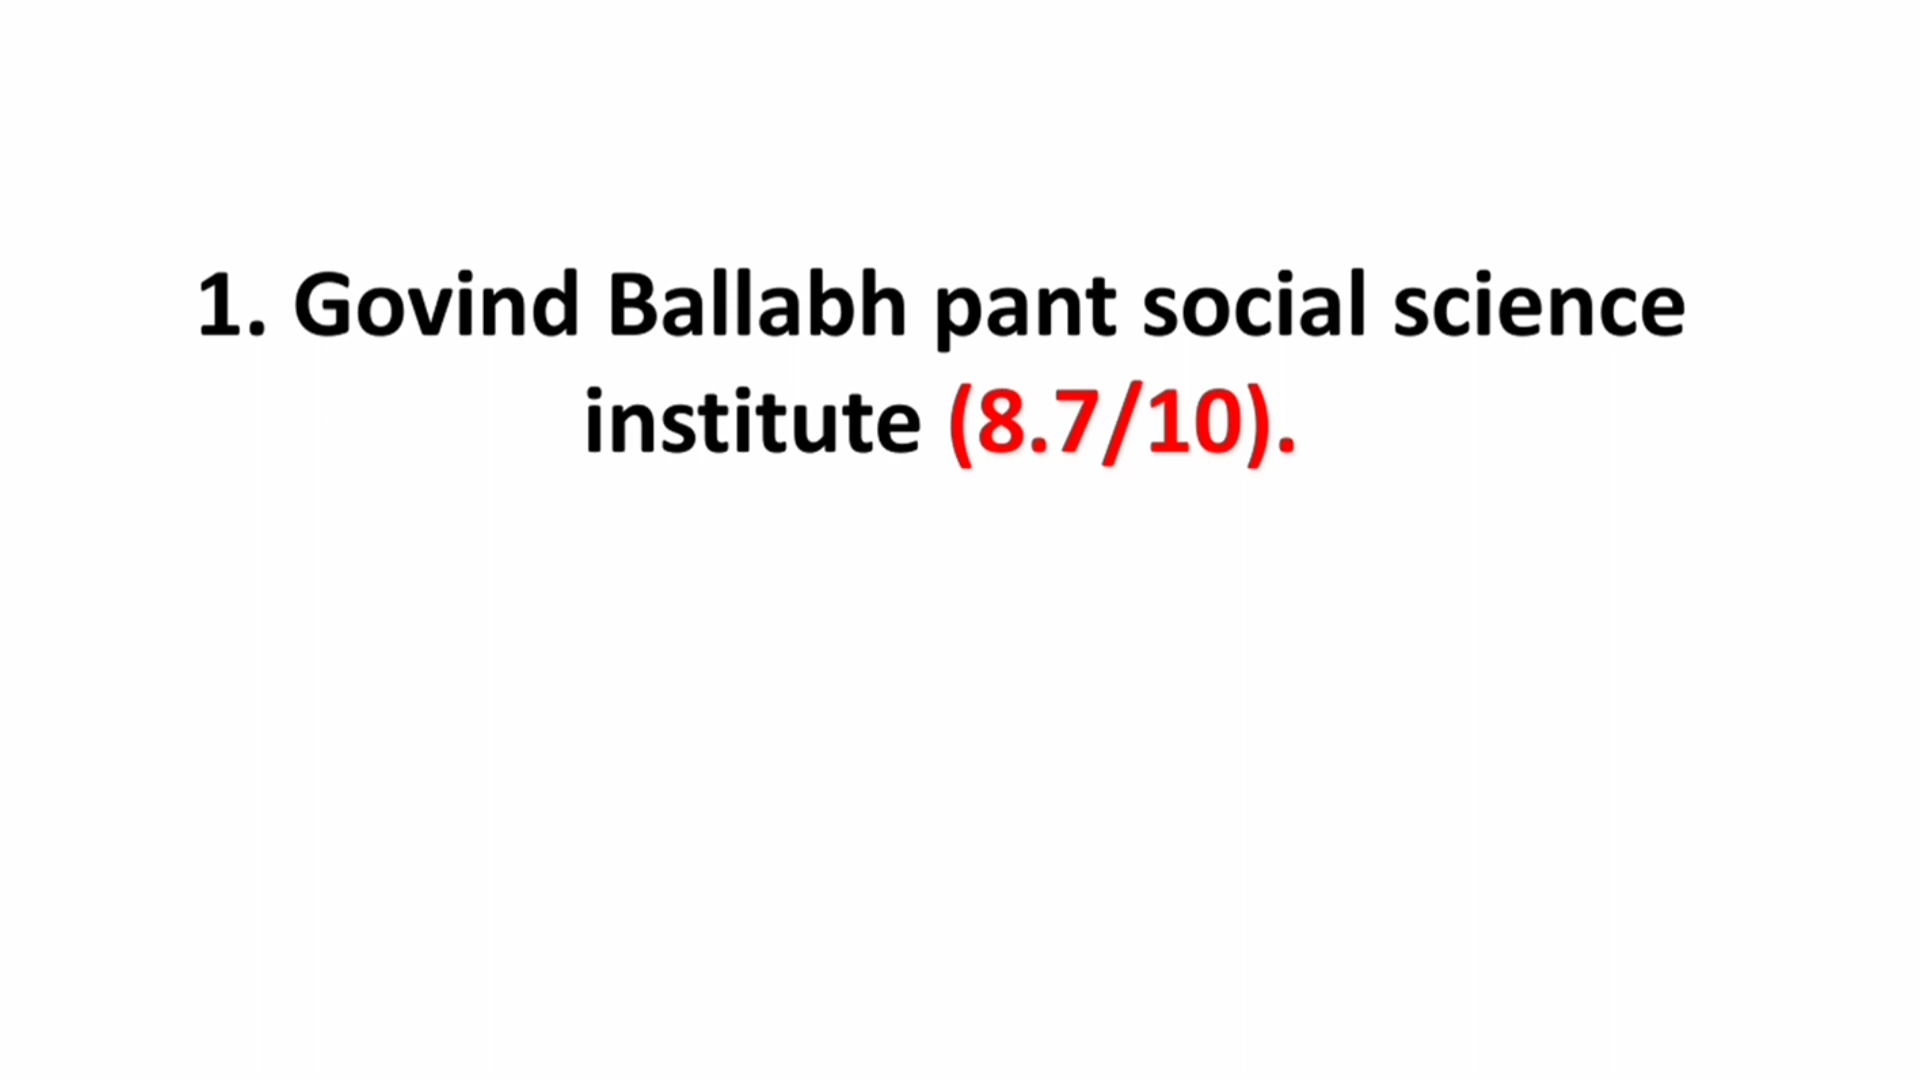 1. Govind Ballabh pant social science
institute (8.7/10).